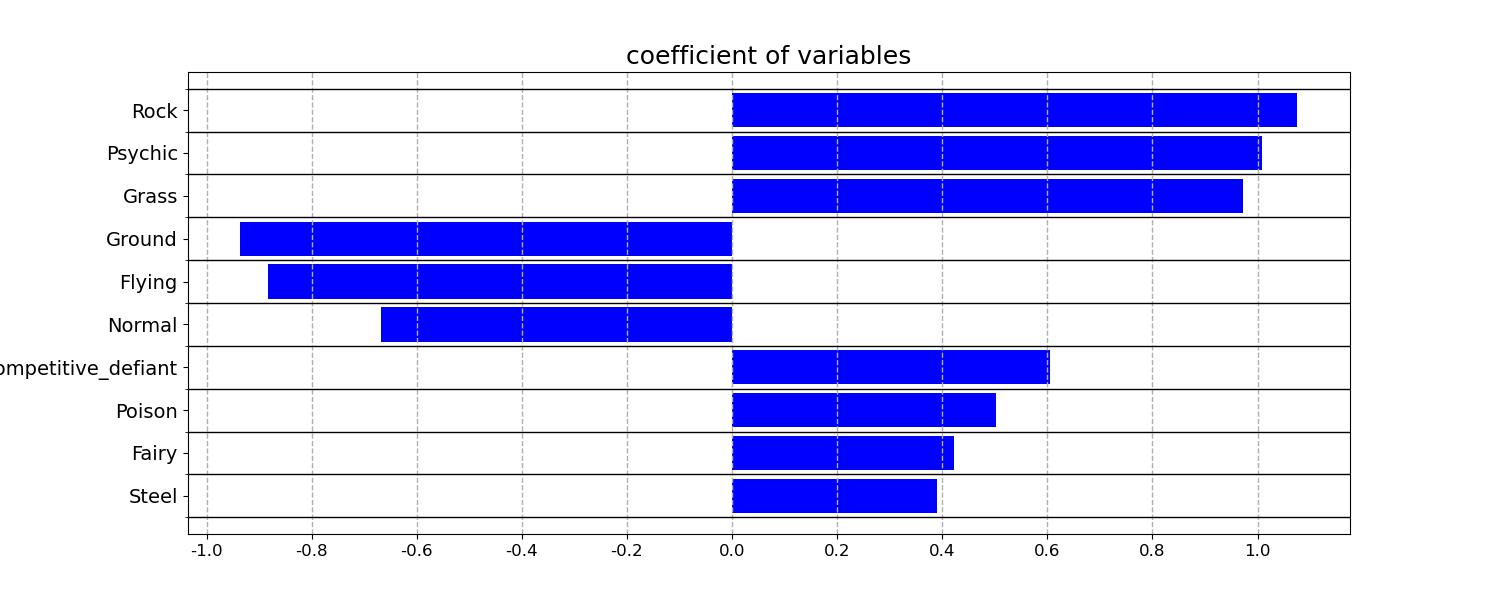 coefficient of variables
Rock
Psychic
Grass
Ground
Flying
Normal
ompetitive_defiant
Poison
Fairy
Steel
-1.0 -0.8 -0.6 -0.4 -0.2 0.0 0.2 0.4 0.6 0.8 1.0